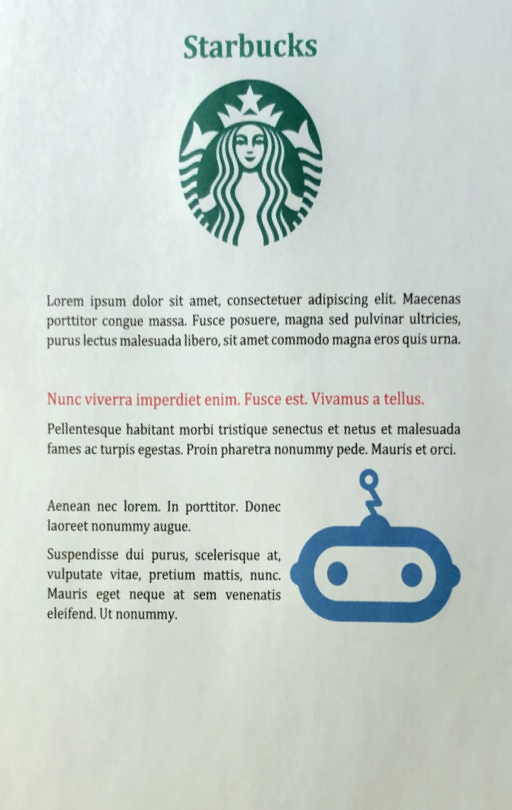 Starbucks
Lorem ipsum dolor sit amet, consectetuer adipiscing elit. Maecenas
porttitor congue massa. Fusce posuere, magna sed pulvinar ultricies,
purus lectus malesuada libero, sit amet commodo magna eros quis urna.
Nunc viverra imperdiet enim. Fusce est. Vivamus a tellus.
Pellentesque habitant morbi tristique senectus et netus et malesuada
fames ac turpis egestas. Proin pharetra nonummy pede. Mauris et orci.
Aenean nec lorem. In porttitor. Donec
laoreet nonummy augue.
Suspendisse dui purus, scelerisque at,
vulputate vitae, pretium mattis, nunc.
Mauris eget neque at sem venenatis
eleifend. Ut nonummy.